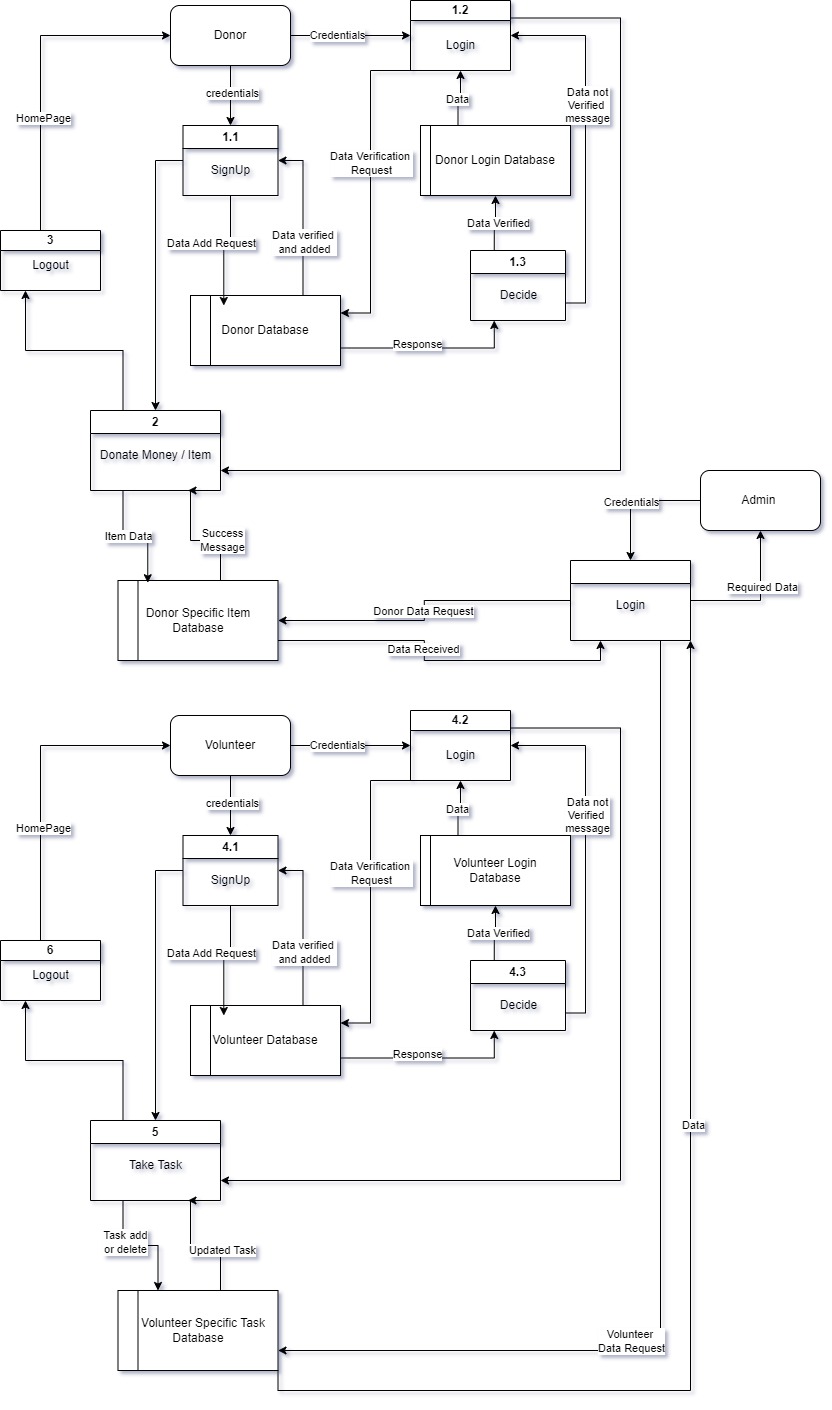 1.2
Donor
Credentials
Login
credentials
Data
Data not
Verified
message
HomePage
1.1
SignUp
Data Verification
Request
Donor Login Database
Data Verified
Data Add Request
Data verified
and added
3
Logout
1.3
Decide
Donor Database
Response
2
Donate Money / Item
Admin
Credentials
Item Data
Success
Message
Required Data
Login
Donor Specific Item
Database
Donor Data Request
Data Received
4.2
Volunteer
Credentials
Login
credentials
Data
Data not
Verified
message
HomePage
4.1
SignUp
Data Verification
Request
Volunteer Login
Database
Data Verified
Data Add Request
Data verified
and added
6
Logout
4.3
Decide
Volunteer Database
Response
5
Take Task
Data
Task add
or delete
Updated Task
Volunteer Specific Task
Database
Volunteer
Data Request